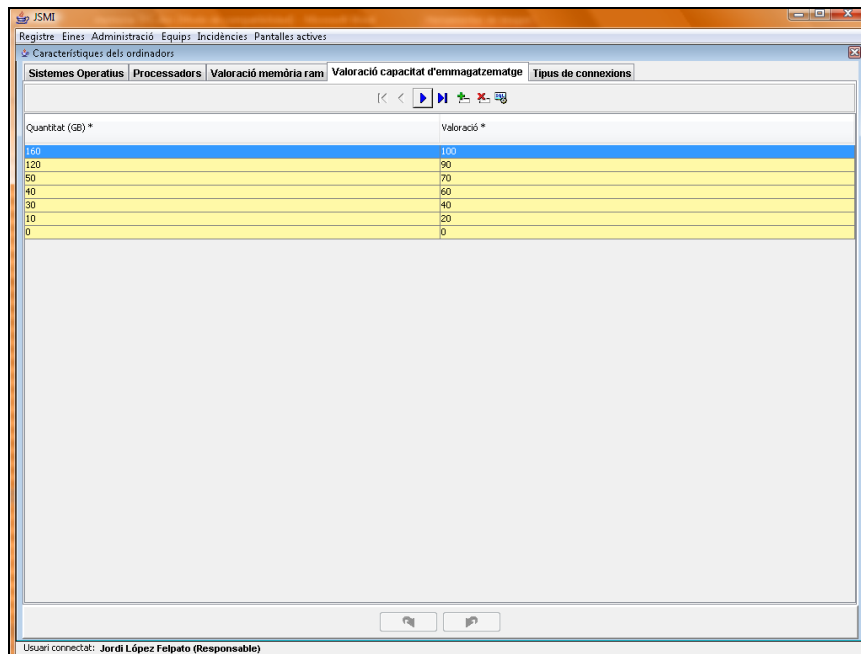 JSMI
Registre Eines Administració Equips Incidències Pantalles actives
Característiques dels ordinadors
Sistemes Operatius Processadors Valoració memòria ram Valoració capacitat d'emmagatzematge Tipus de connexions
Quantitat (GB) * Valoració *
160 100
120 90
50 70
40 60
30 40
10 20
0 0
Usuari connectat: Jordi López Felpato (Responsable)